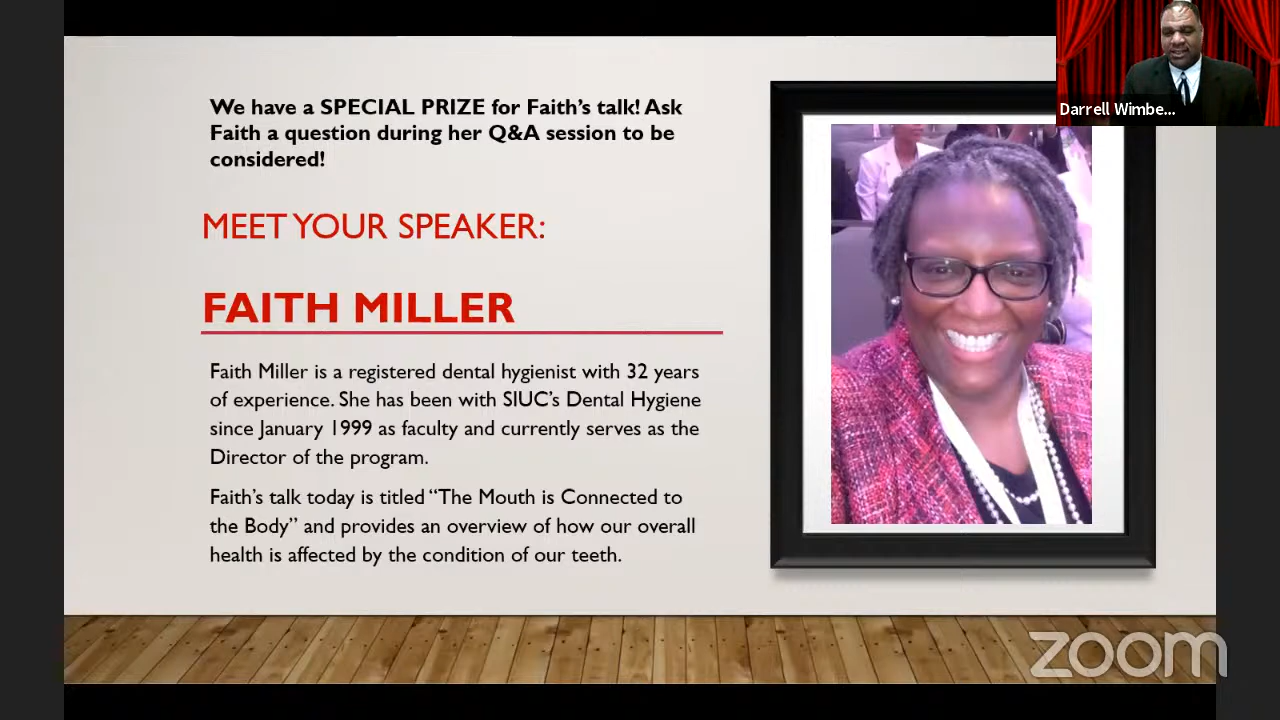 We have a SPECIAL PRIZE for Faith's talk! Ask
Faith a question during her Q&A session to be
considered!
MEET YOUR SPEAKER:
FAITH MILLER
Faith Miller is a registered dental hygienist with 32 years
of experience. She has been with SIUC's Dental Hygiene
since January 1999 as faculty and currently serves as the
Director of the program.
Faith's talk today is titled “The Mouth is Connected to
the Body” and provides an overview of how our overall
health is affected by the condition of our teeth.
Darrell Wimbe...
zoom